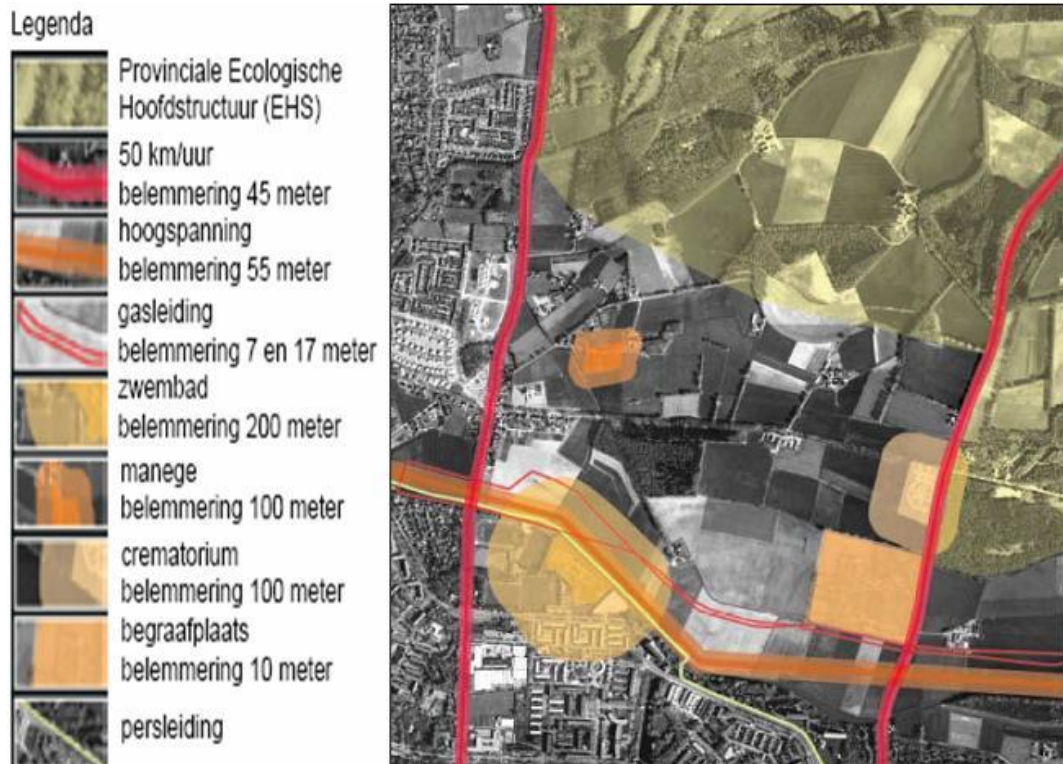 Legenda
Provinciale Ecologische
Hoofdstructuur (EHS)
50 km/uur
belemmering 45 meter
hoogspanning
belemmering 55 meter
gasleiding
belemmering 7 en 17 meter
zwembad
belemmering 200 meter
manege
belemmering 100 meter
crematorium
belemmering 100 meter
begraafplaats
belemmering 10 meter
persleiding